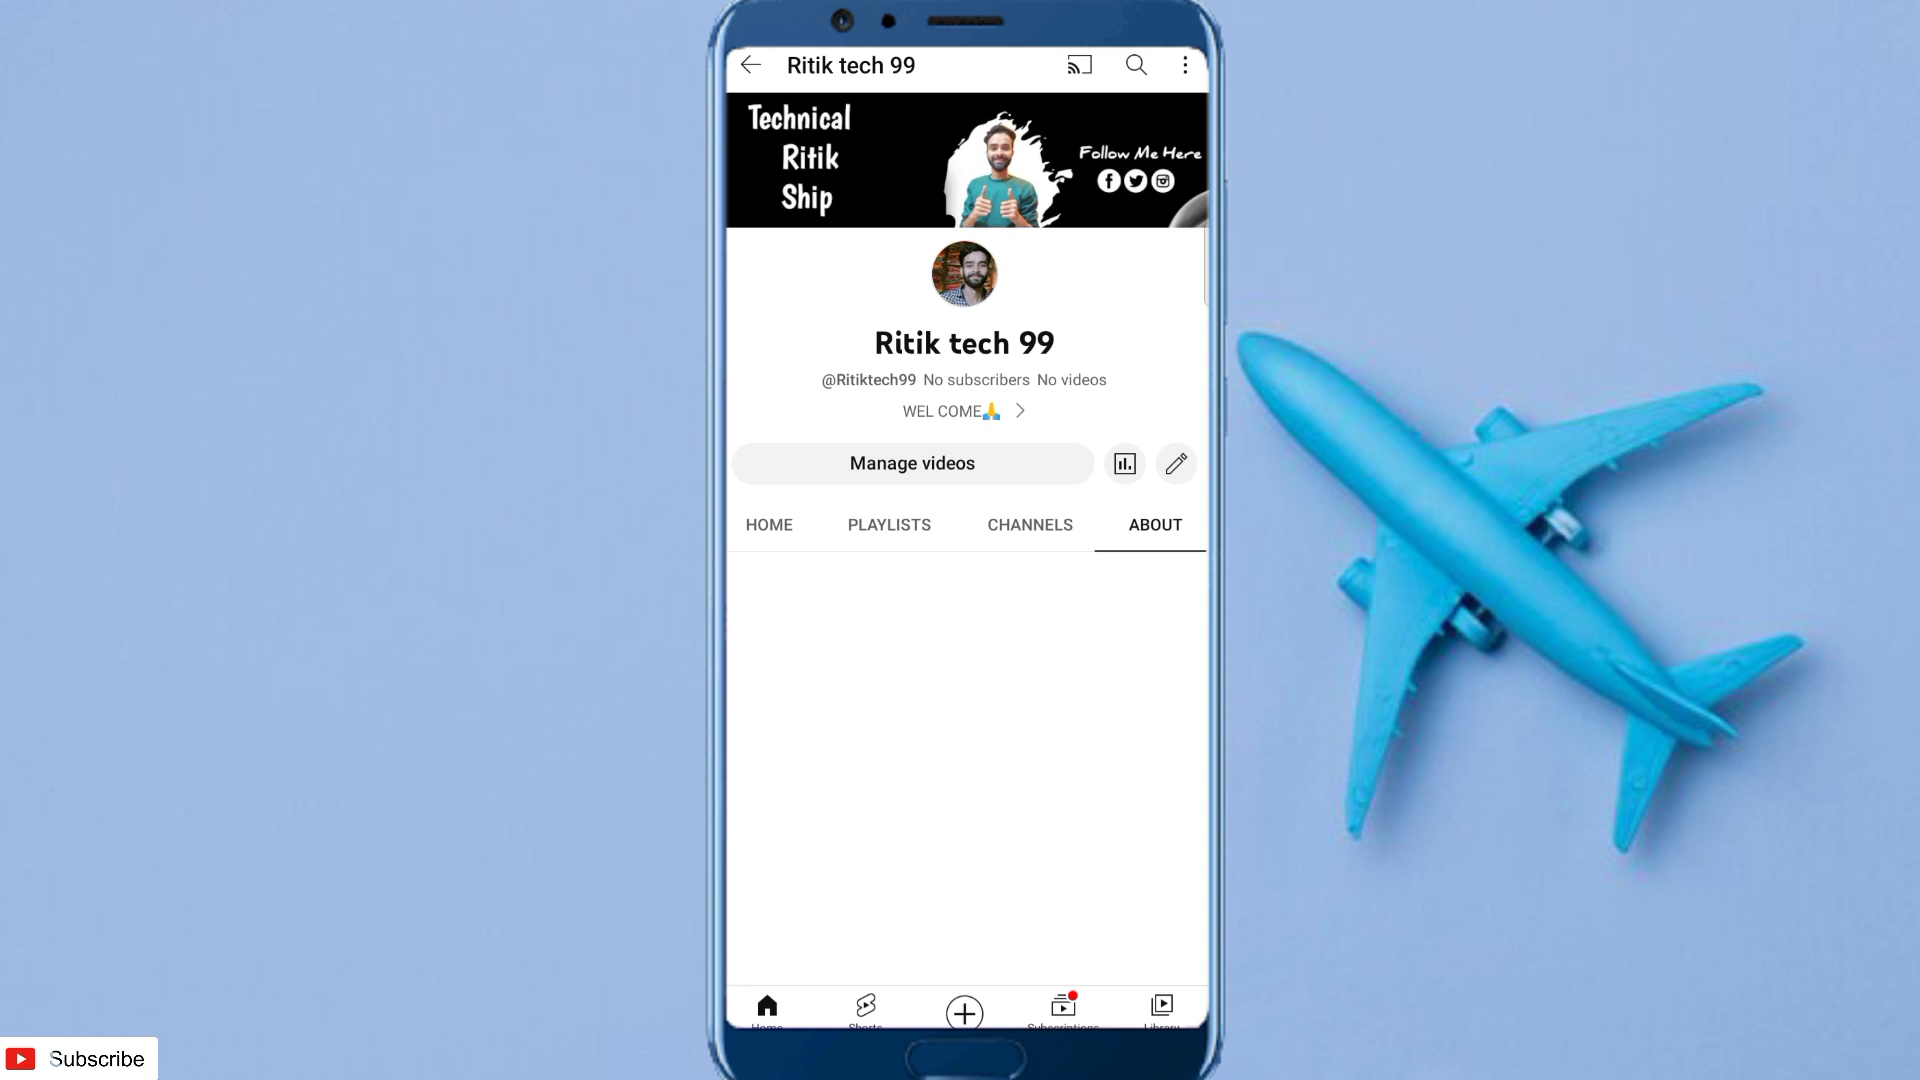 Ritik tech 99
Technical
Ritik
Ship
Follow Me Here
Ritik tech 99
@Ritiktech99 No subscribers No videos
WEL COME🙏
Manage videos
HOME PLAYLISTS CHANNELS ABOUT
Home Shorts Subscriptions Library
Subscribe